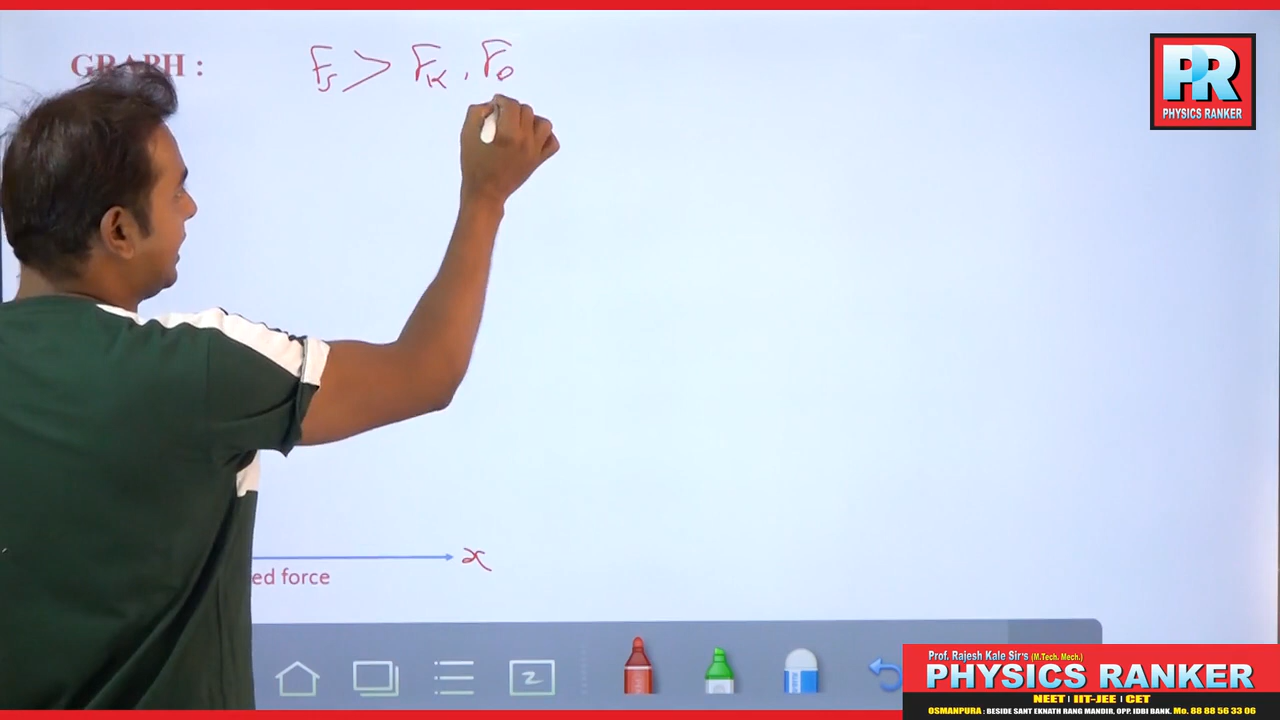 GRAPH : Fs > FK , Fo
PR
PHYSICS RANKER
x
ed force
Prof. Rajesh Kale Sir's (M.Tech. Mech.)
PHYSICS RANKER
NEET | IIT-JEE | CET
OSMANPURA : BESIDE SANT EKNATH RANG MANDIR, OPP. IDBI BANK. Mo. 88 88 56 33 06